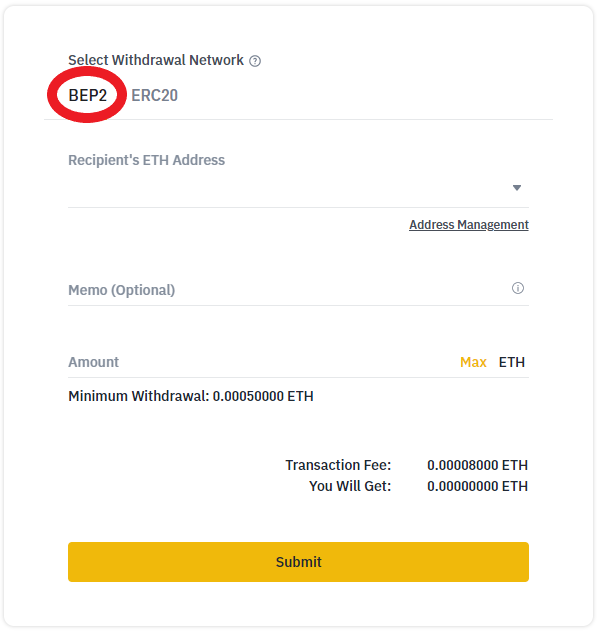 Select Withdrawal Network
BEP2 ERC20
Recipient's ETH Address
Address Management
Memo (Optional)
Amount Max ETH
Minimum Withdrawal: 0.00050000 ETH
Transaction Fee: 0.00008000 ETH
You Will Get: 0.00000000 ETH
Submit